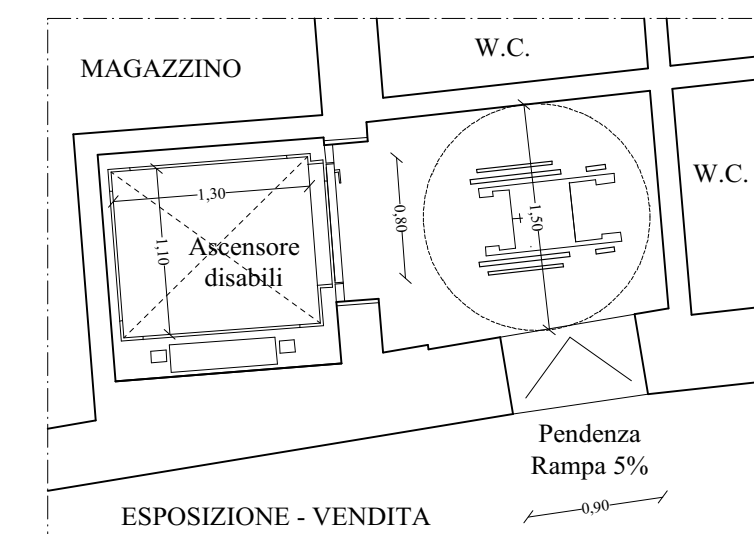 W.C.
MAGAZZINO
W.C.
1,30
0,80
1,50
1,10
Ascensore
disabili
Pendenza
Rampa 5%
0,90
ESPOSIZIONE - VENDITA